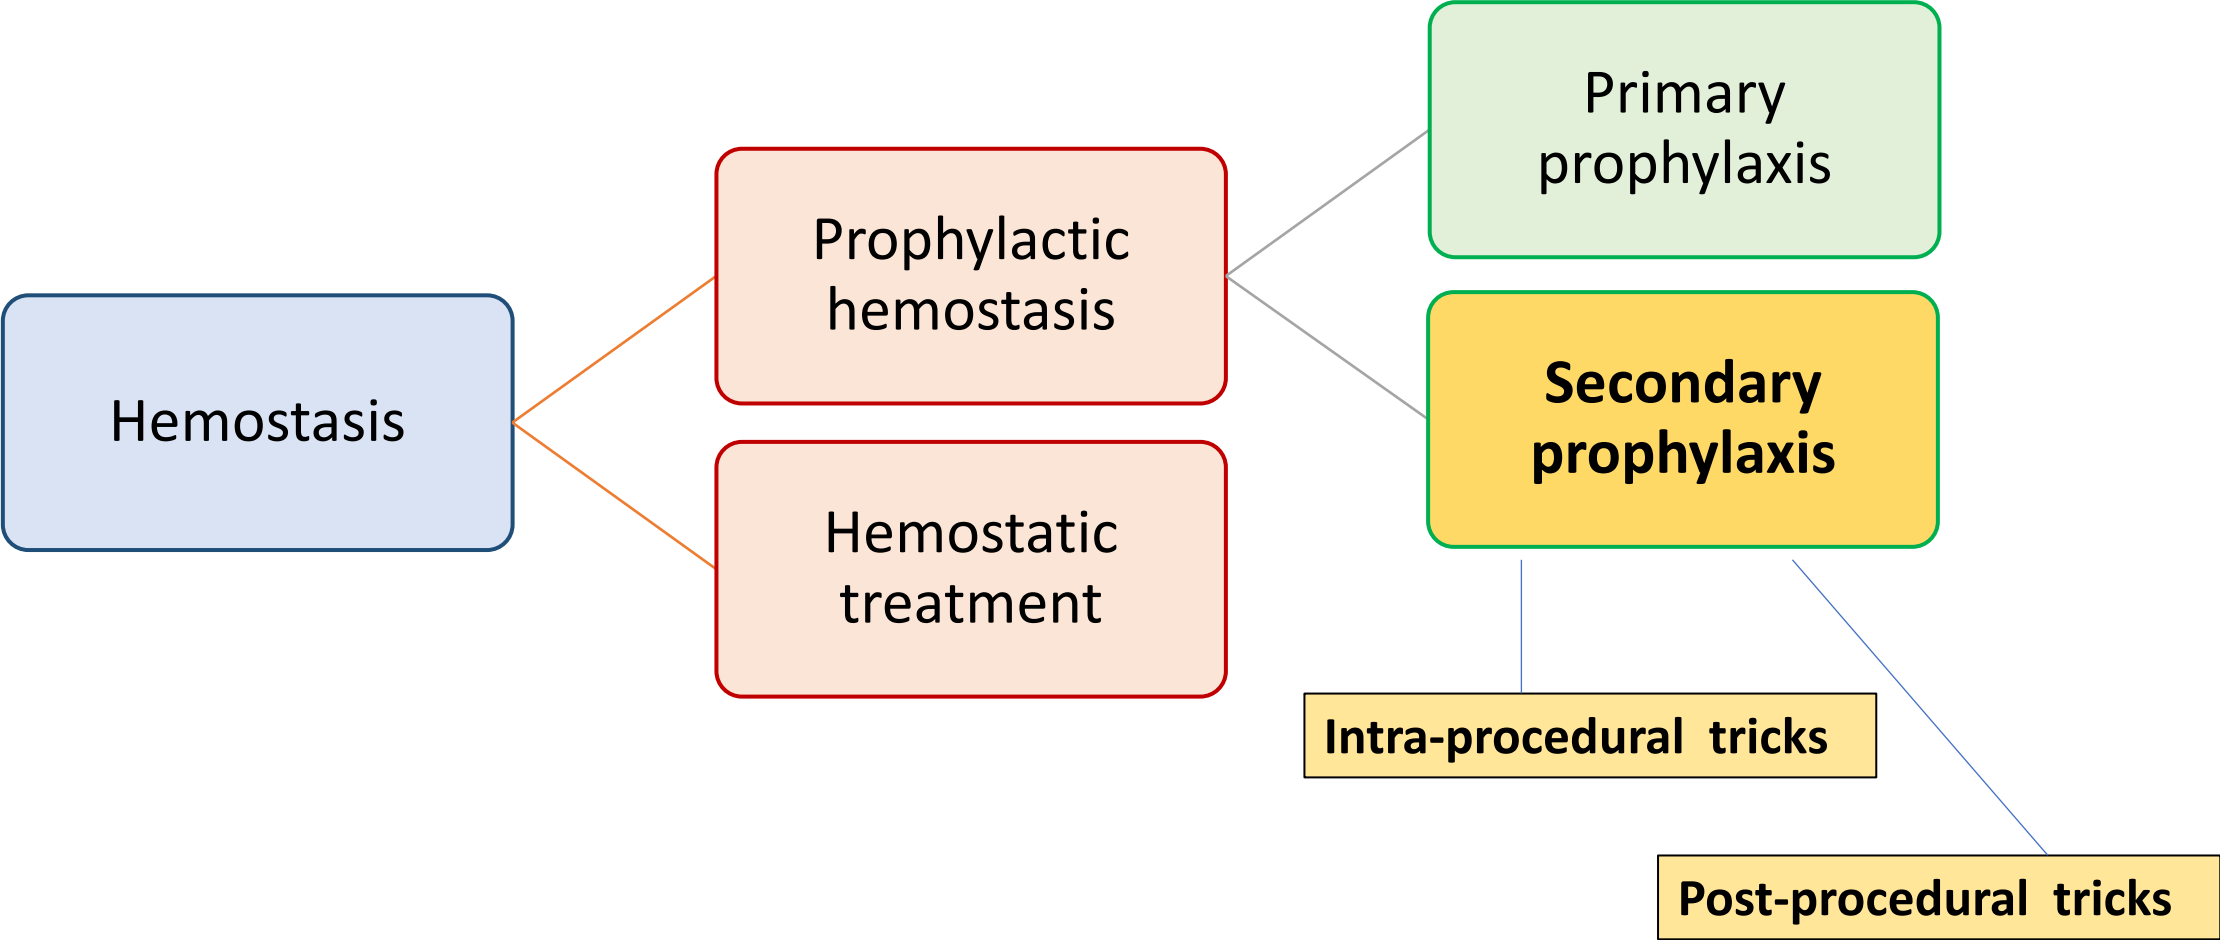 Hemostasis
Prophylactic
hemostasis
Hemostatic
treatment
Primary
prophylaxis
Secondary
prophylaxis
Intra-procedural tricks
Post-procedural tricks